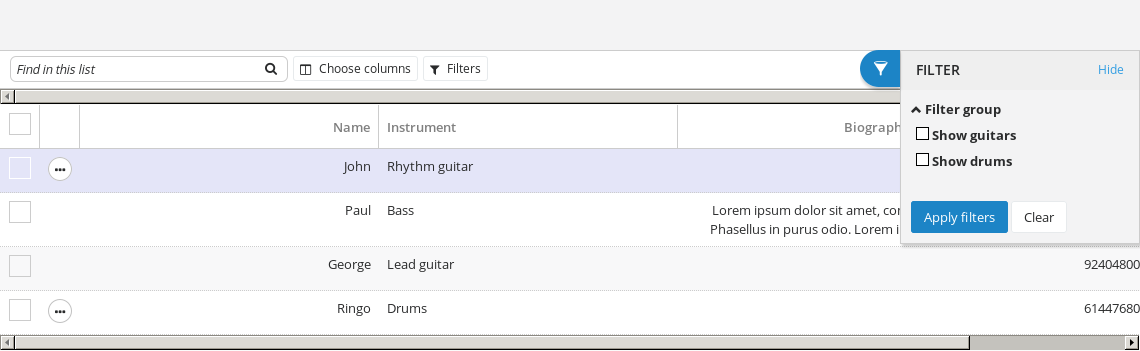 Find in this list
Choose columns
Filters
FILTER
Hide
Filter group
Show guitars
Show drums
Apply filters
Clear
Name Instrument
John Rhythm guitar
Paul Bass Lorem ipsum dolor sit amet,
Phasellus in purus odio. Lorem
George Lead guitar 92404800
Ringo Drums 61447680